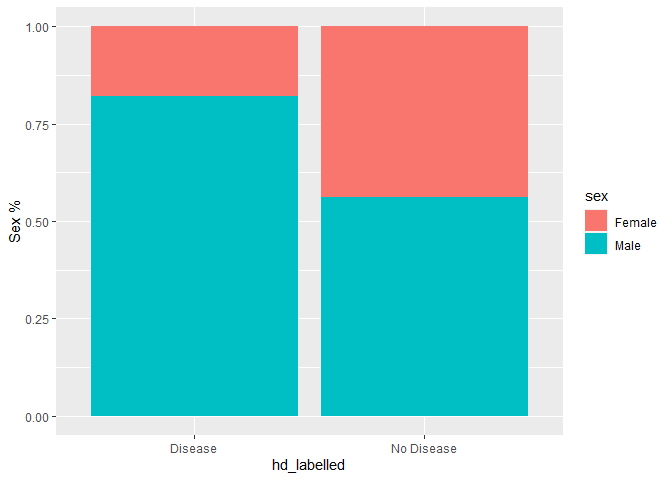 1.00
0.75
0.50
0.25
0.00
Sex %
Disease
No Disease
hd_labelled
sex
Female
Male